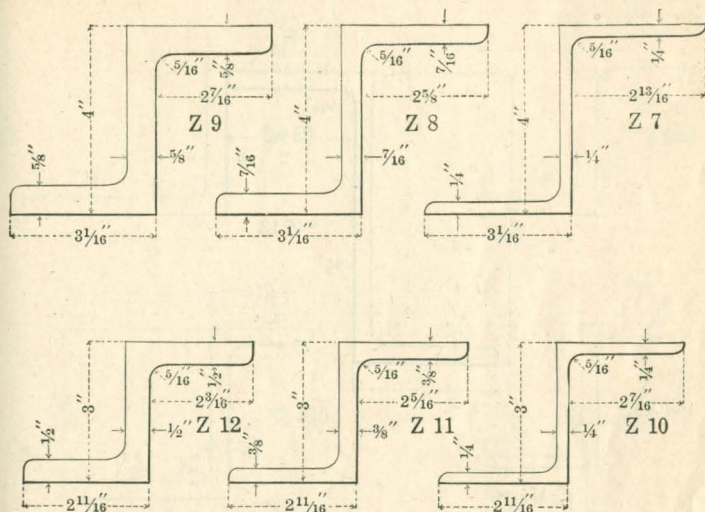 5/16" 5/8" 5/16" 7/16" 5/16" 1/4"
2 7/16" 2 5/8" 2 13/16"
4" Z 9 4" Z 8 4" Z 7
5/8" 5/8" 7/16" 7/16" 1/4" 1/4"
3 1/16" 3 1/16" 3 1/16"
5/16" 1/2" 5/16" 3/8" 5/16" 1/4"
3" 2 3/16" 3" 2 5/16" 3" 2 7/16"
1/2" 1/2" Z 12 3/8" 3/8" Z 11 1/4" 1/4" Z 10
2 11/16" 2 11/16" 2 11/16"